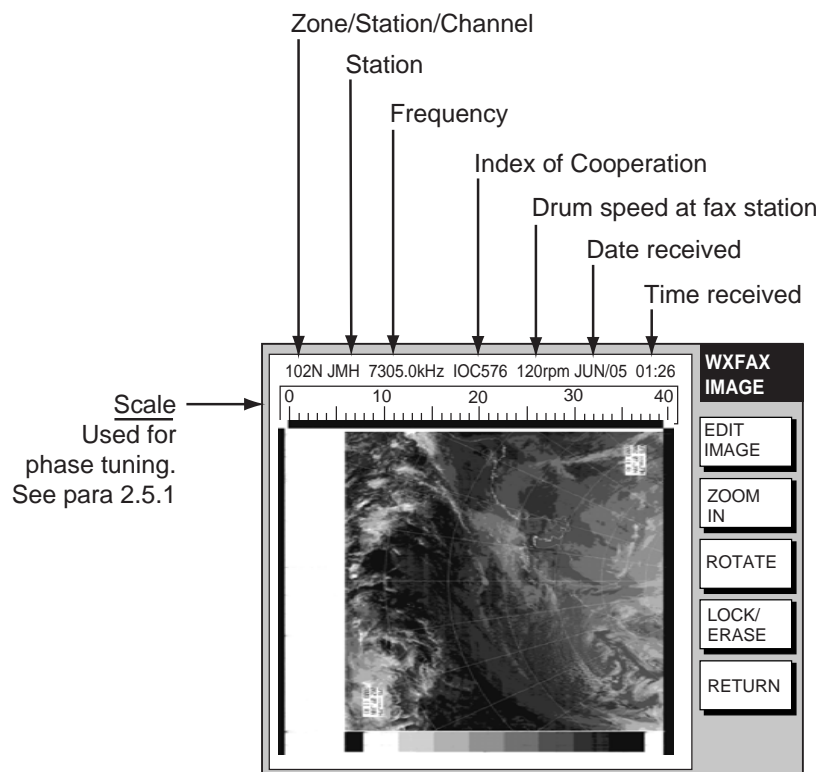 Zone/Station/Channel
Station
Frequency
Index of Cooperation
Drum speed at fax station
Date received
Time received
102N JMH 7305.0kHz IOC576 120rpm JUN/05 01:26
0 10 20 30 40
Scale
Used for
phase tuning.
See para 2.5.1
WXFAX
IMAGE
EDIT
IMAGE
ZOOM
IN
ROTATE
LOCK/
ERASE
RETURN